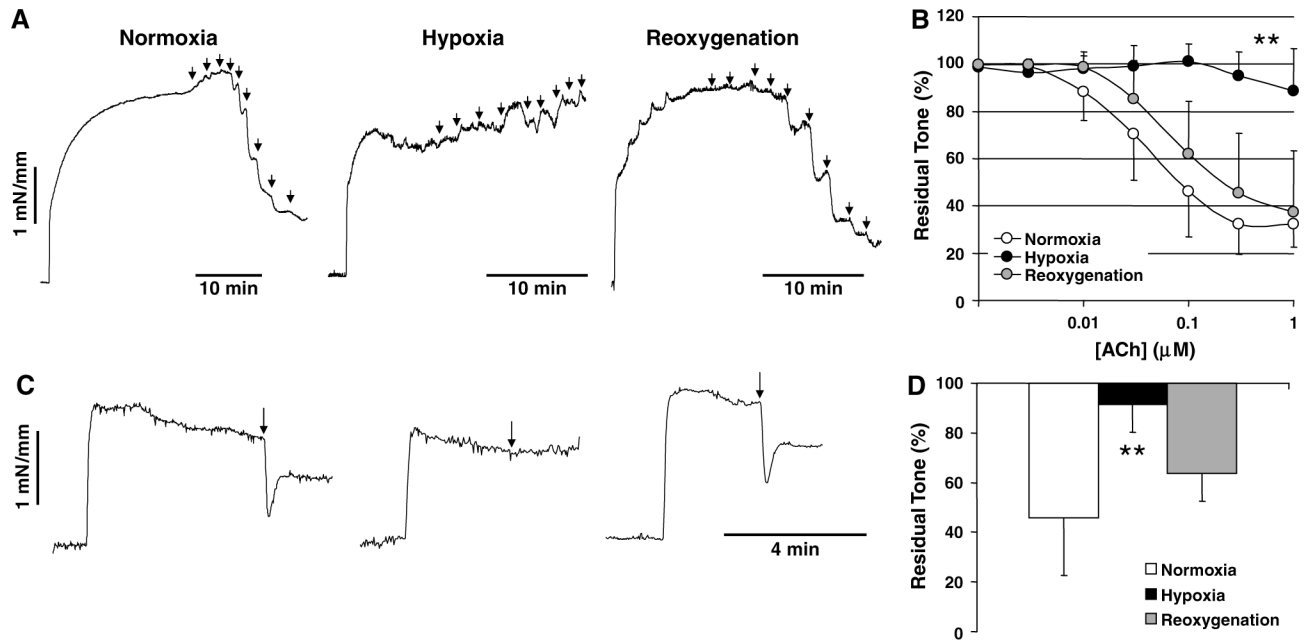 A
Normoxia
Hypoxia
Reoxygenation
1 mN/mm
10 min
10 min
10 min
B
Residual Tone (%)
120
100
80
60
40
20
0
**
Normoxia
Hypoxia
Reoxygenation
0.01
0.1
1
[ACh] (μM)
C
1 mN/mm
4 min
D
Residual Tone (%)
100
80
60
40
20
0
**
Normoxia
Hypoxia
Reoxygenation